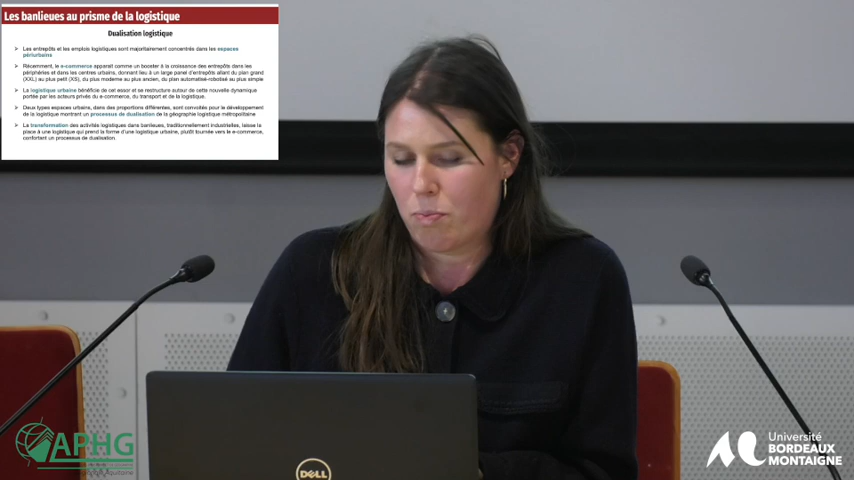 Les banlieues au prisme de la logistique
Dualisation logistique
➢ Les entrepôts et les emplois logistiques sont majoritairement concentrés dans les espaces
périurbains
➢ Récemment, le e-commerce apparait comme un booster à la croissance des entrepôts dans les
périphéries et dans les centres urbains, donnant lieu à un large panel d'entrepôts allant du plan grand
(XXL) au plus petit (XS), du plus moderne au plus ancien, du plan automatisé-robotisé au plus simple
➢ La logistique urbaine bénéficie de cet essor et se restructure autour de cette nouvelle dynamique
portée par les acteurs privés du e-commerce, du transport et de la logistique.
➢ Deux types espaces urbains, dans des proportions différentes, sont convoités pour le développement
de la logistique montrant un processus de dualisation de la géographie logistique métropolitaine
➢ La transformation des activités logistiques dans banlieues, traditionnellement industrielles, laisse la
place à une logistique qui prend la forme d'une logistique urbaine, plutôt tournée vers le e-commerce,
confortant un processus de dualisation.
DELL
APHG
Aquitaine
Université
BORDEAUX
MONTAIGNE